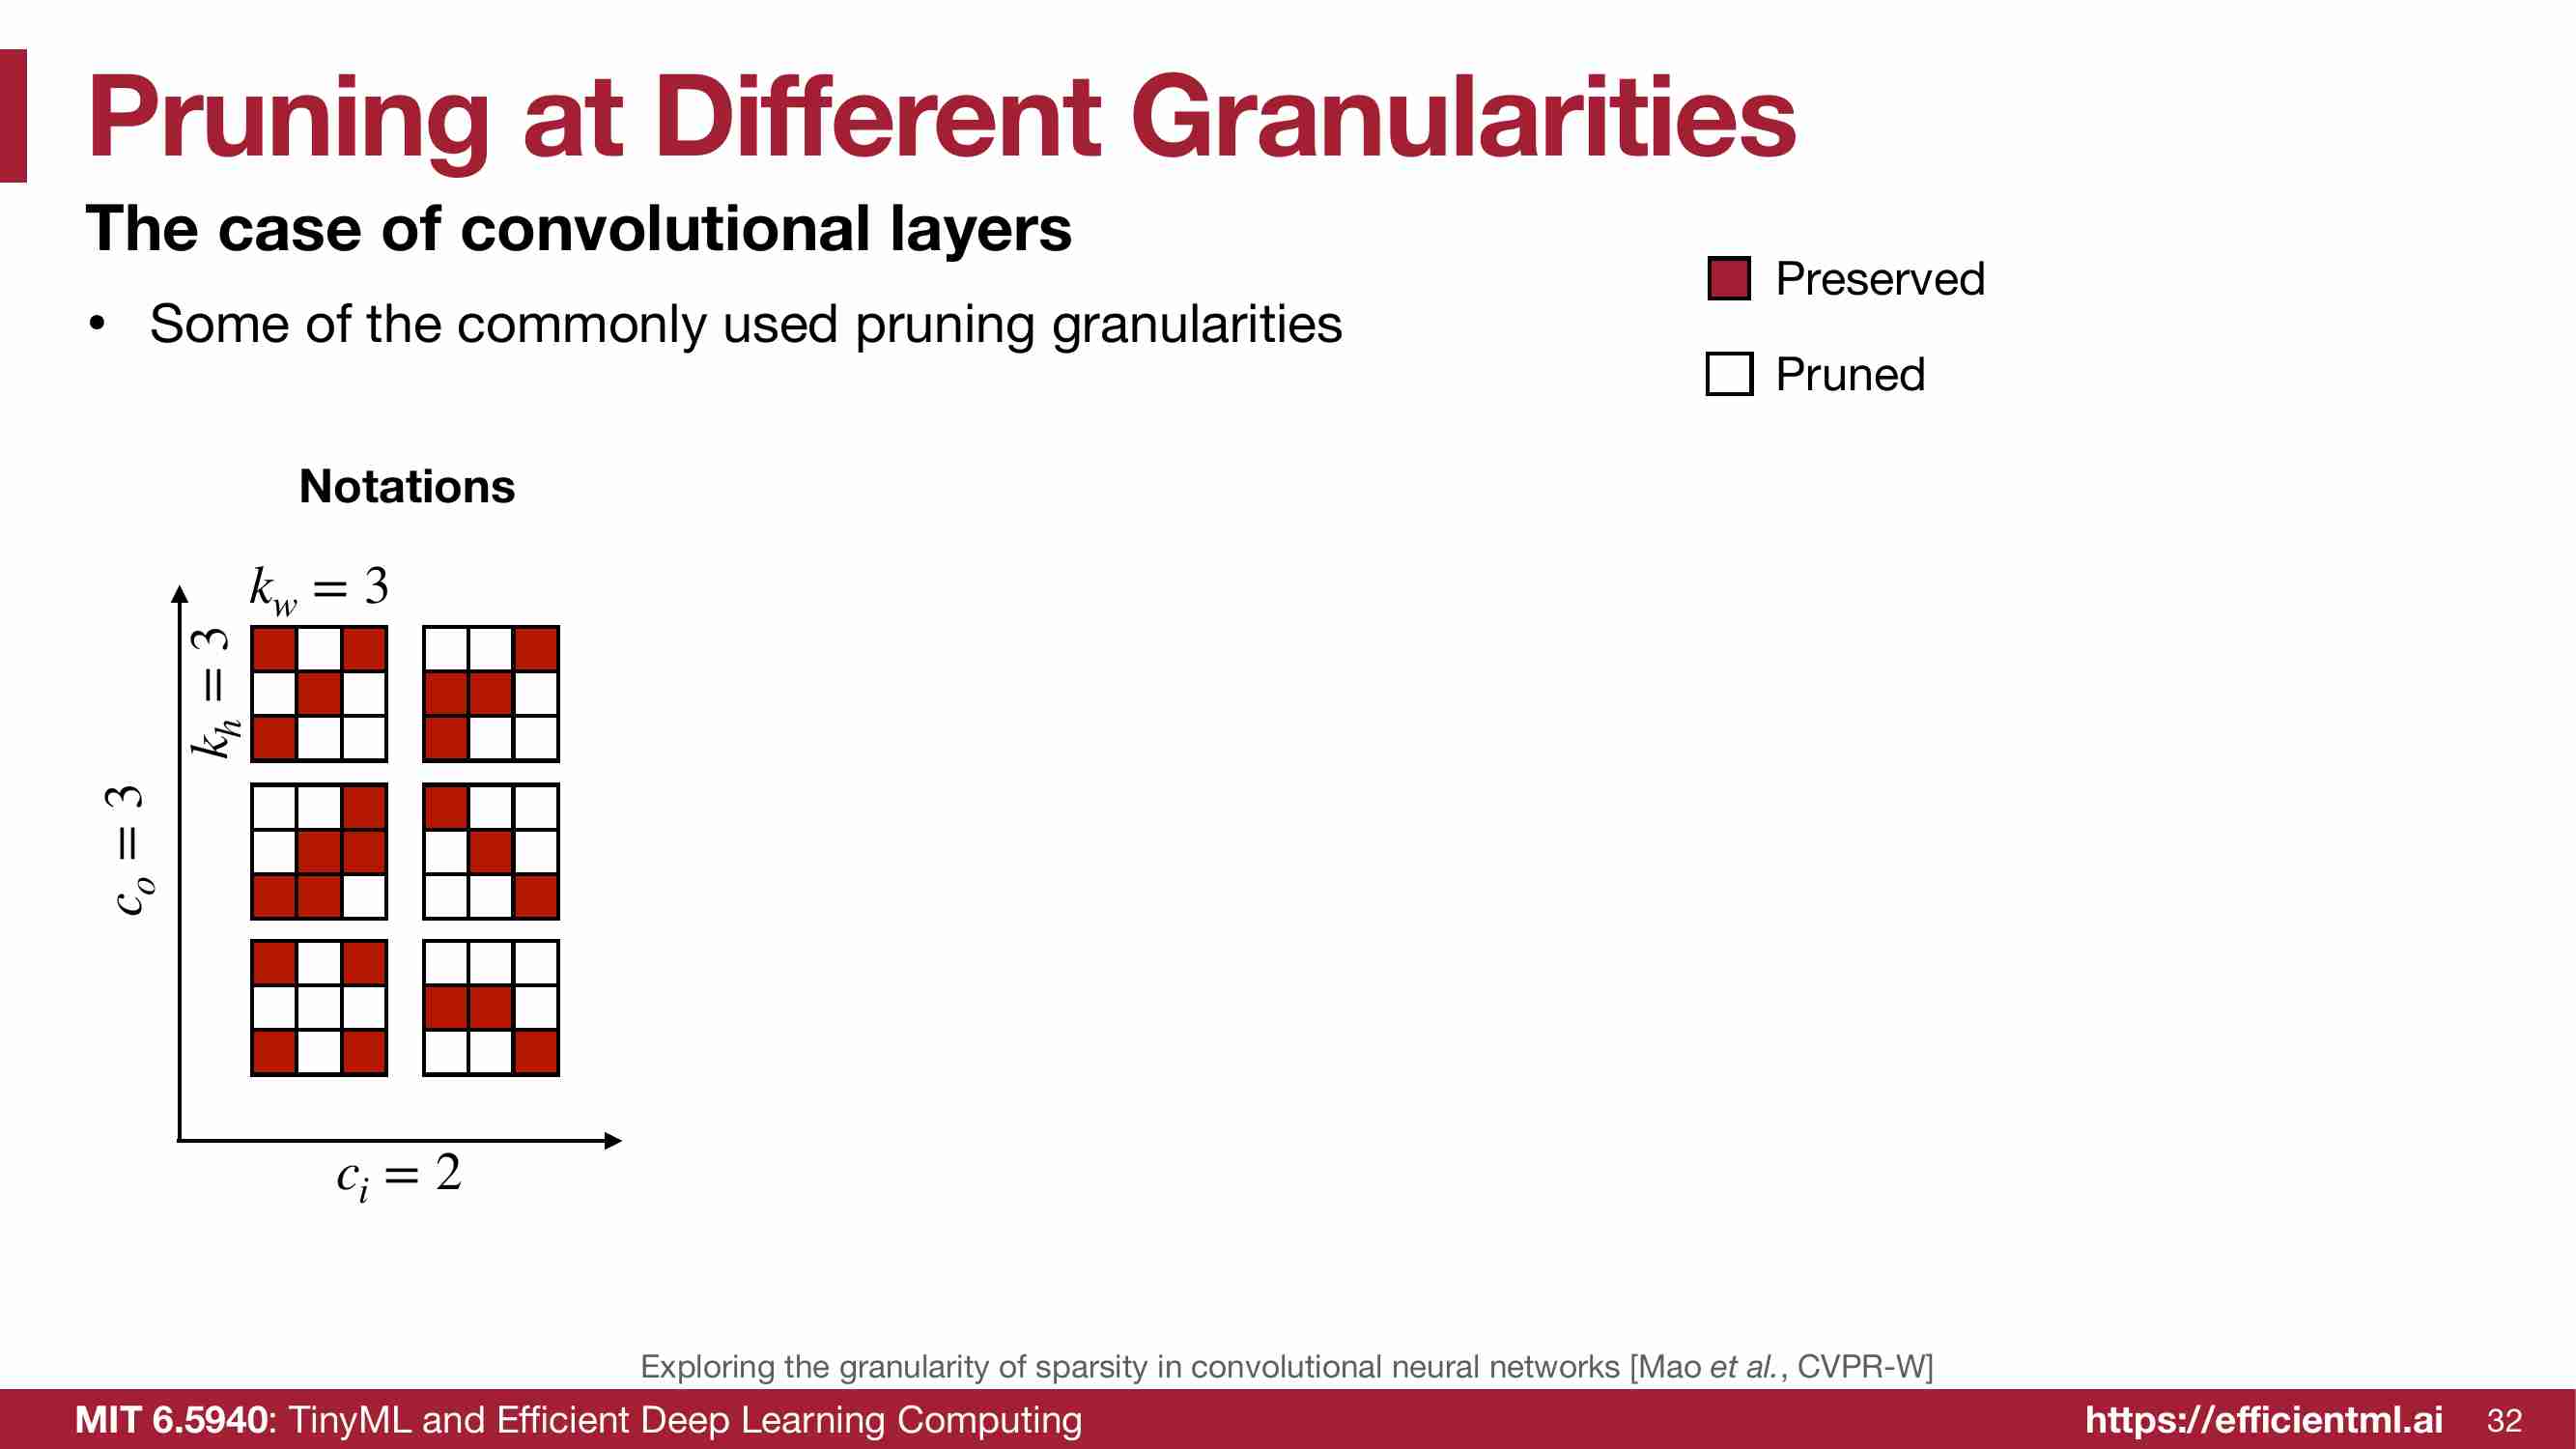 Pruning at Different Granularities
The case of convolutional layers
• Some of the commonly used pruning granularities
Preserved
Pruned
Notations
k_w = 3
k_h = 3
c_o = 3
c_i = 2
Exploring the granularity of sparsity in convolutional neural networks [Mao et al., CVPR-W]
MIT 6.5940: TinyML and Efficient Deep Learning Computing
https://efficientml.ai 32